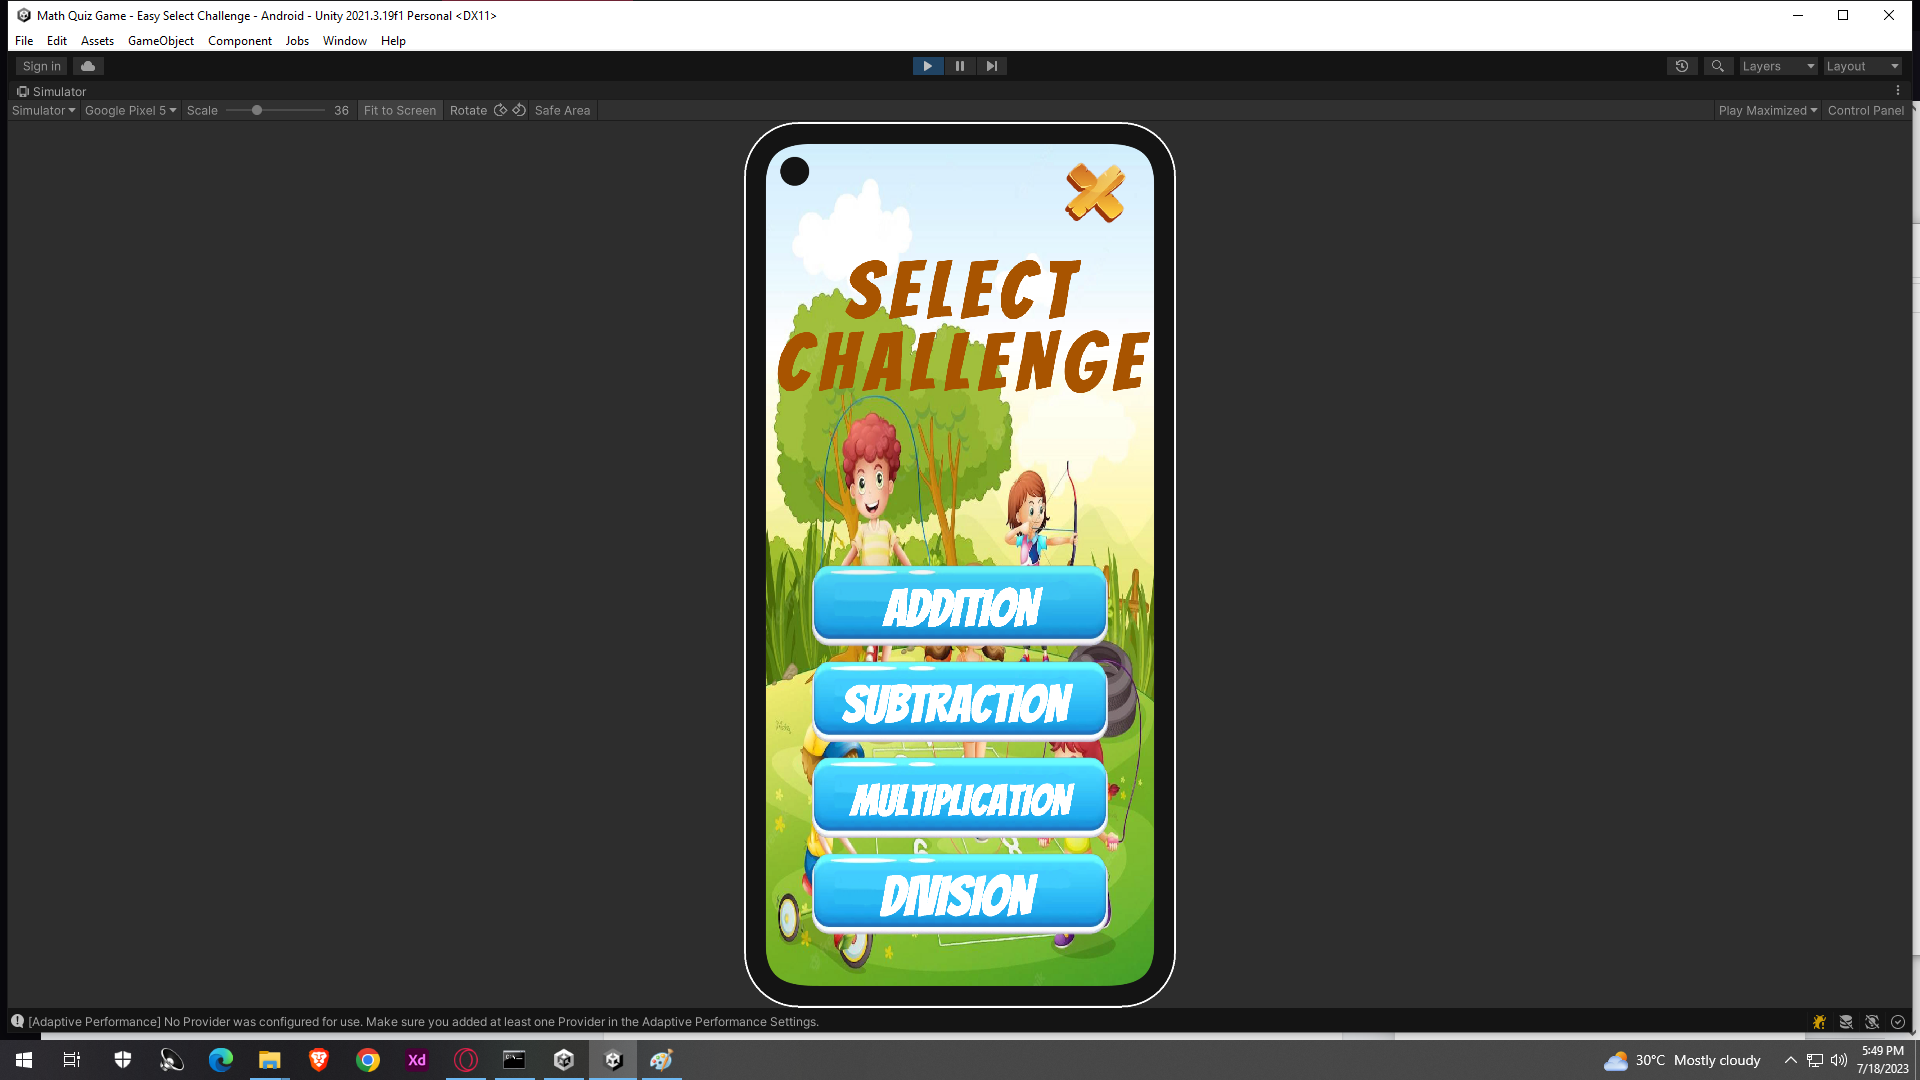 Math Quiz Game - Easy Select Challenge - Android - Unity 2021.3.19f1 Personal <DX11>
File Edit Assets GameObject Component Jobs Window Help
Sign in Layers Layout
Simulator
Simulator Google Pixel 5 Scale 36 Fit to Screen Rotate Safe Area Play Maximized Control Panel
SELECT
CHALLENGE
ADDITION
SUBTRACTION
MULTIPLICATION
6 8
DIVISION
[Adaptive Performance] No Provider was configured for use. Make sure you added at least one Provider in the Adaptive Performance Settings.
Xd 30°C Mostly cloudy 5:49 PM
7/18/2023